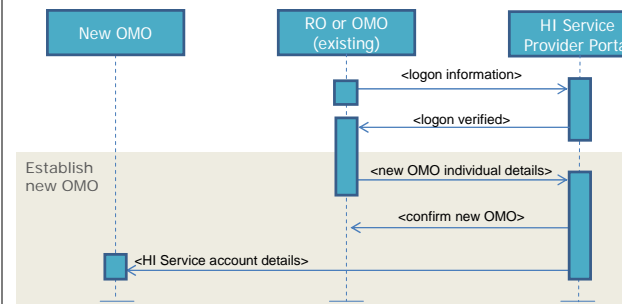 New OMO
RO or OMO
(existing)
HI Service
Provider Porta
<logon information>
<logon verified>
Establish
new OMO
<new OMO individual details>
<confirm new OMO>
<HI Service account details>